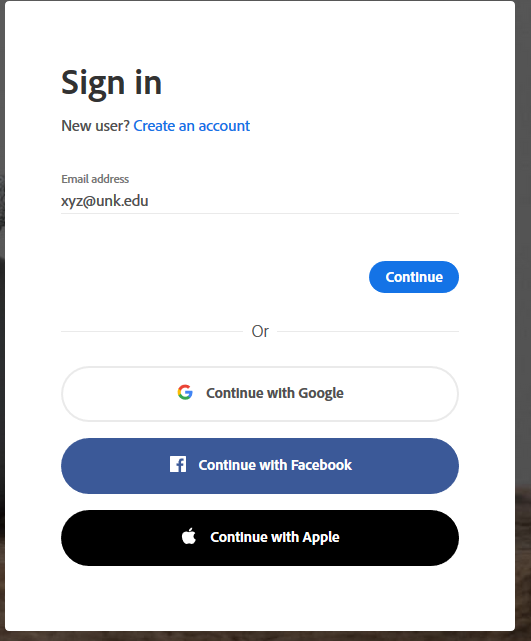 Sign in
New user? Create an account
Email address
xyz@unk.edu
Continue
Or
Continue with Google
Continue with Facebook
Continue with Apple